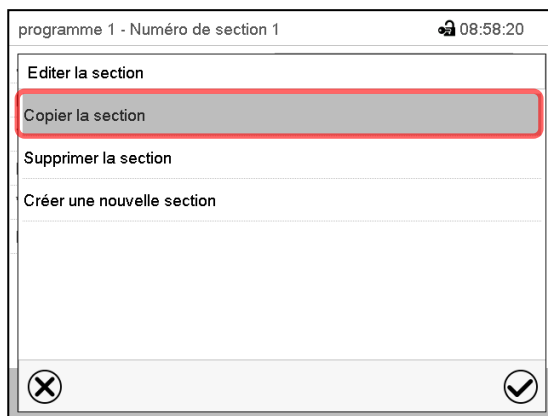 programme 1 - Numéro de section 1 08:58:20
Editer la section
Copier la section
Supprimer la section
Créer une nouvelle section